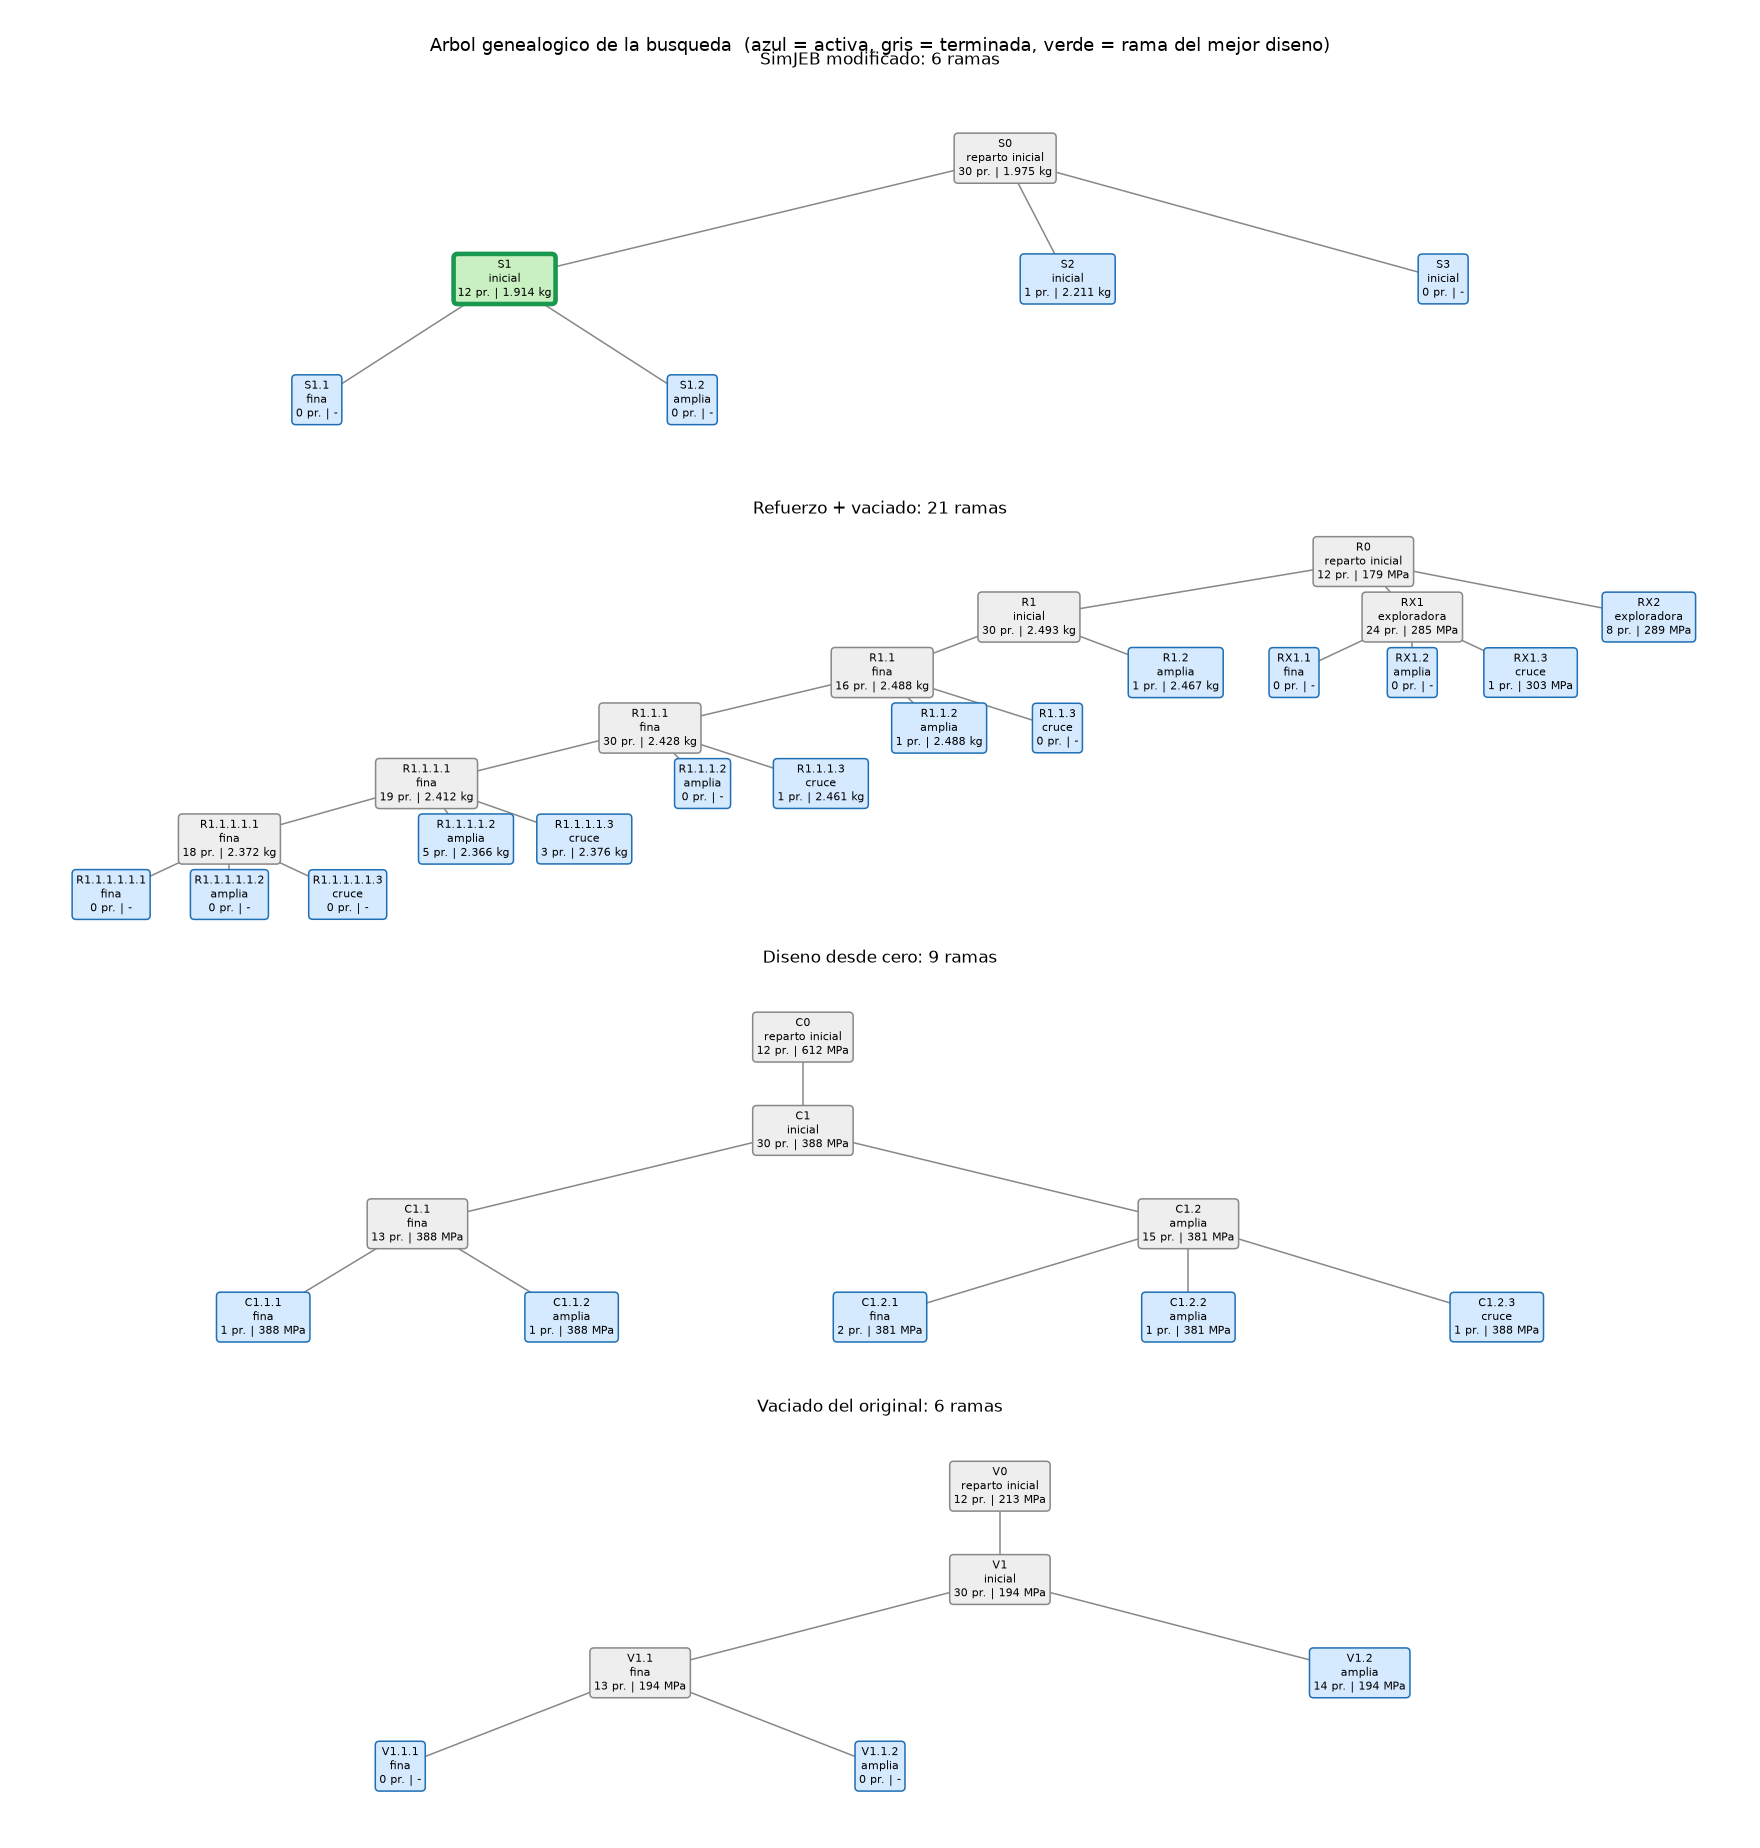 Arbol genealogico de la busqueda  (azul = activa, gris = terminada, verde = rama del mejor diseno)
SimJEB modificado: 6 ramas
S0
reparto inicial
30 pr. | 1.975 kg
S1
inicial
12 pr. | 1.914 kg
S2
inicial
1 pr. | 2.211 kg
S3
inicial
0 pr. | -
S1.1
fina
0 pr. | -
S1.2
amplia
0 pr. | -
Refuerzo + vaciado: 21 ramas
R0
reparto inicial
12 pr. | 179 MPa
R1
inicial
30 pr. | 2.493 kg
RX1
exploradora
24 pr. | 285 MPa
RX2
exploradora
8 pr. | 289 MPa
R1.1
fina
16 pr. | 2.488 kg
R1.2
amplia
1 pr. | 2.467 kg
RX1.1
fina
0 pr. | -
RX1.2
amplia
0 pr. | -
RX1.3
cruce
1 pr. | 303 MPa
R1.1.1
fina
30 pr. | 2.428 kg
R1.1.2
amplia
1 pr. | 2.488 kg
R1.1.3
cruce
0 pr. | -
R1.1.1.1
fina
19 pr. | 2.412 kg
R1.1.1.2
amplia
0 pr. | -
R1.1.1.3
cruce
1 pr. | 2.461 kg
R1.1.1.1.1
fina
18 pr. | 2.372 kg
R1.1.1.1.2
amplia
5 pr. | 2.366 kg
R1.1.1.1.3
cruce
3 pr. | 2.376 kg
R1.1.1.1.1.1
fina
0 pr. | -
R1.1.1.1.1.2
amplia
0 pr. | -
R1.1.1.1.1.3
cruce
0 pr. | -
Diseno desde cero: 9 ramas
C0
reparto inicial
12 pr. | 612 MPa
C1
inicial
30 pr. | 388 MPa
C1.1
fina
13 pr. | 388 MPa
C1.2
amplia
15 pr. | 381 MPa
C1.1.1
fina
1 pr. | 388 MPa
C1.1.2
amplia
1 pr. | 388 MPa
C1.2.1
fina
2 pr. | 381 MPa
C1.2.2
amplia
1 pr. | 381 MPa
C1.2.3
cruce
1 pr. | 388 MPa
Vaciado del original: 6 ramas
V0
reparto inicial
12 pr. | 213 MPa
V1
inicial
30 pr. | 194 MPa
V1.1
fina
13 pr. | 194 MPa
V1.2
amplia
14 pr. | 194 MPa
V1.1.1
fina
0 pr. | -
V1.1.2
amplia
0 pr. | -